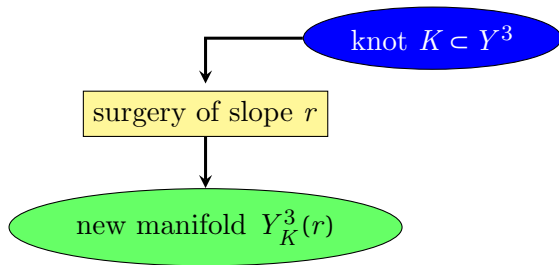 knot K ⊂ Y³
surgery of slope r
new manifold Y³_K(r)